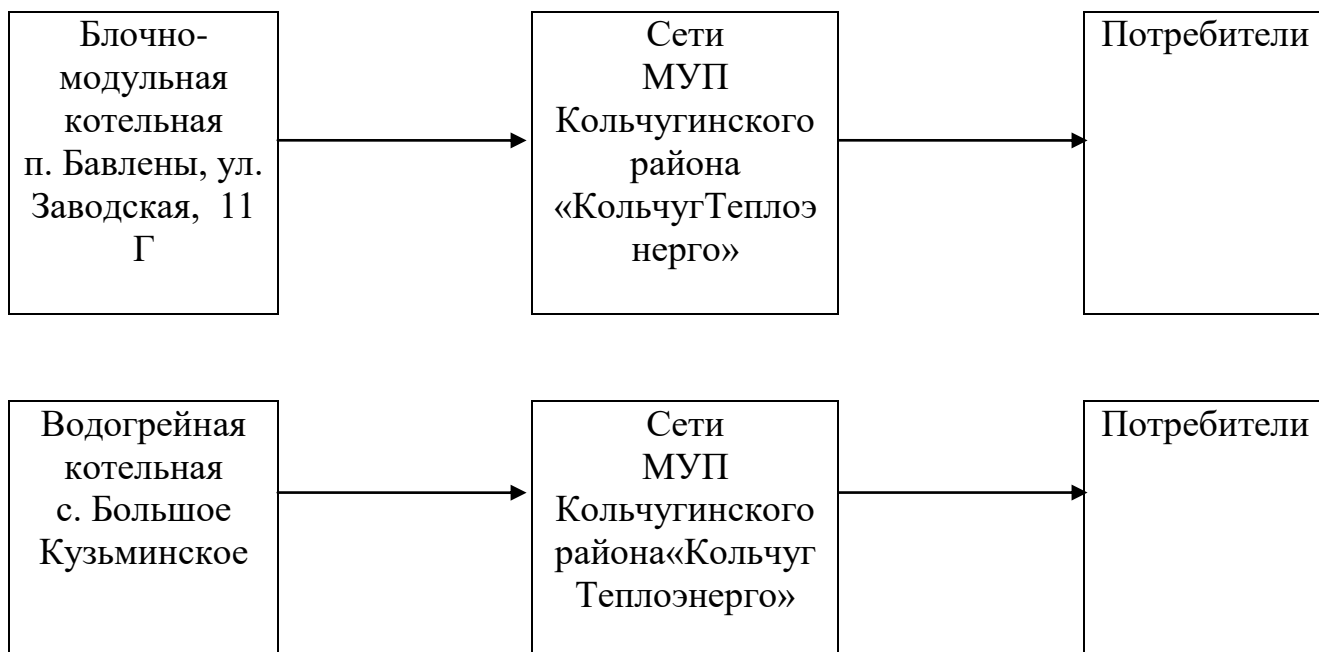 Блочно-
модульная
котельная
п. Бавлены, ул.
Заводская, 11
Г
Сети
МУП
Кольчугинского
района
«КольчугТеплоэ
нерго»
Потребители
Водогрейная
котельная
с. Большое
Кузьминское
Сети
МУП
Кольчугинского
района«Кольчуг
Теплоэнерго»
Потребители